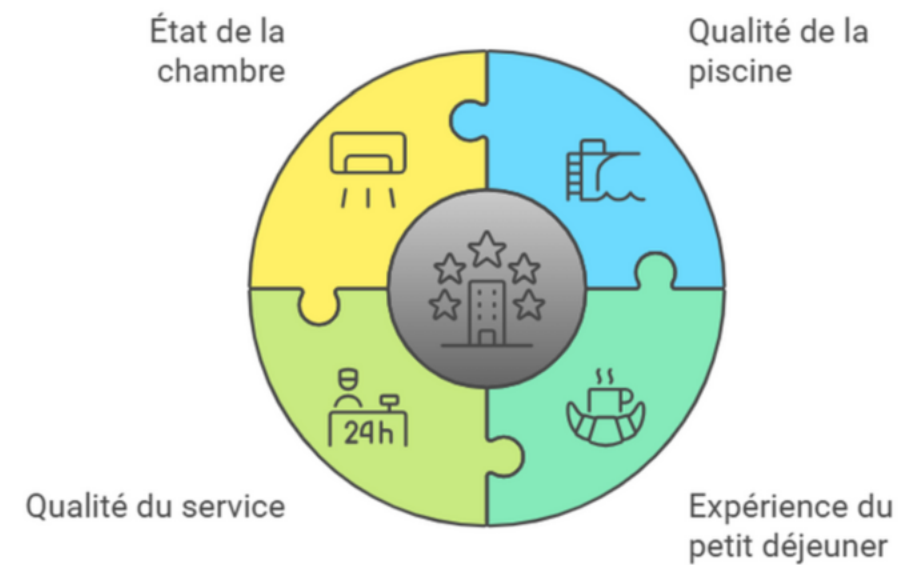 État de la
chambre
Qualité de la
piscine
24h
Qualité du service
Expérience du
petit déjeuner